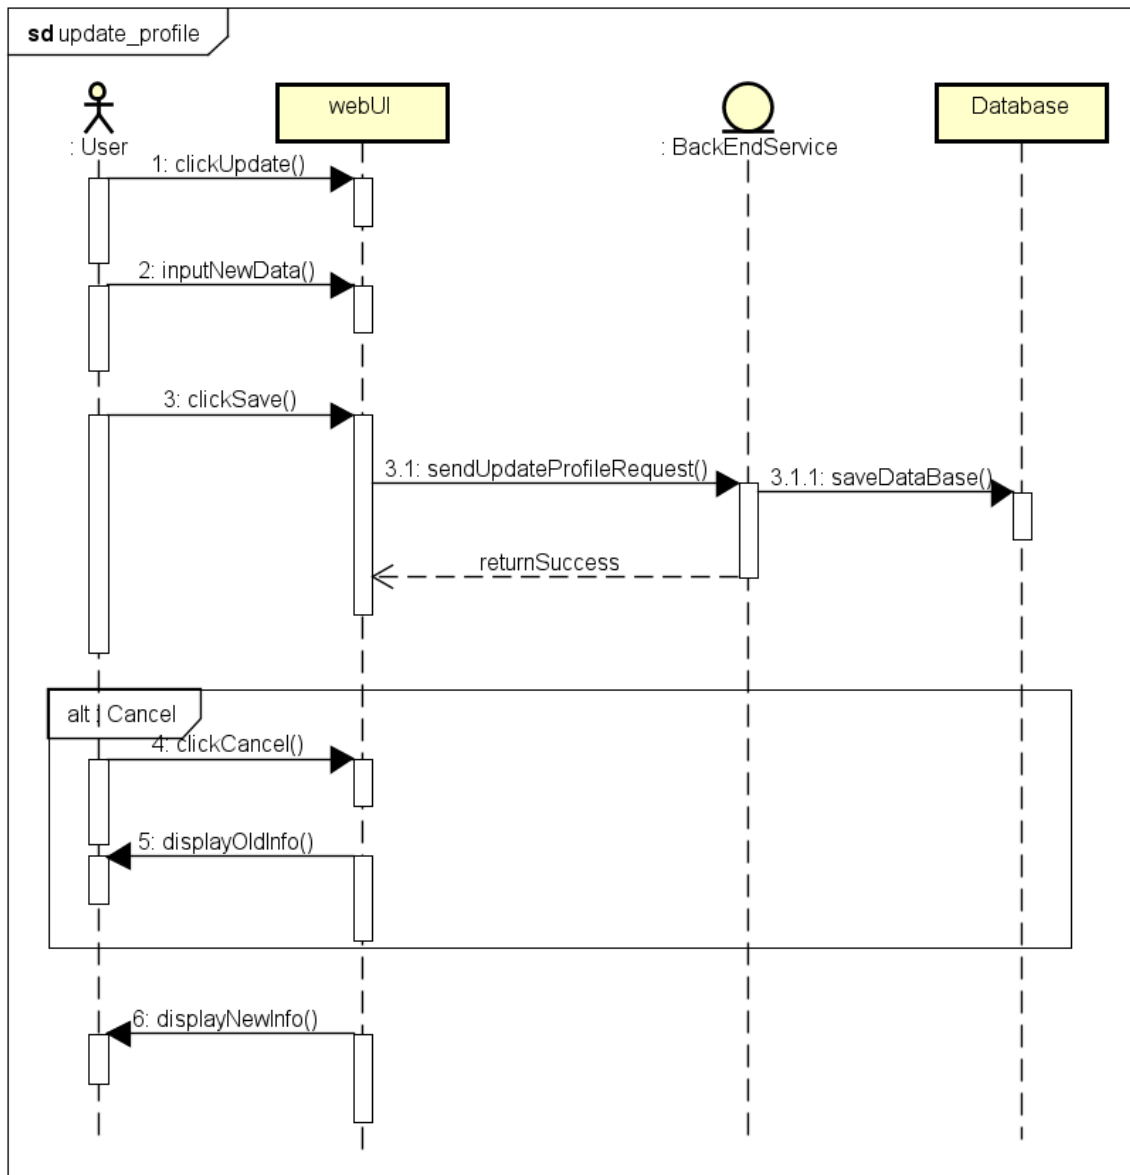 sd update_profile
webUI
Database
: User
: BackEndService
1: clickUpdate()
2: inputNewData()
3: clickSave()
3.1: sendUpdateProfileRequest()
3.1.1: saveDataBase()
returnSuccess
alt : Cancel
4: clickCancel()
5: displayOldInfo()
6: displayNewInfo()